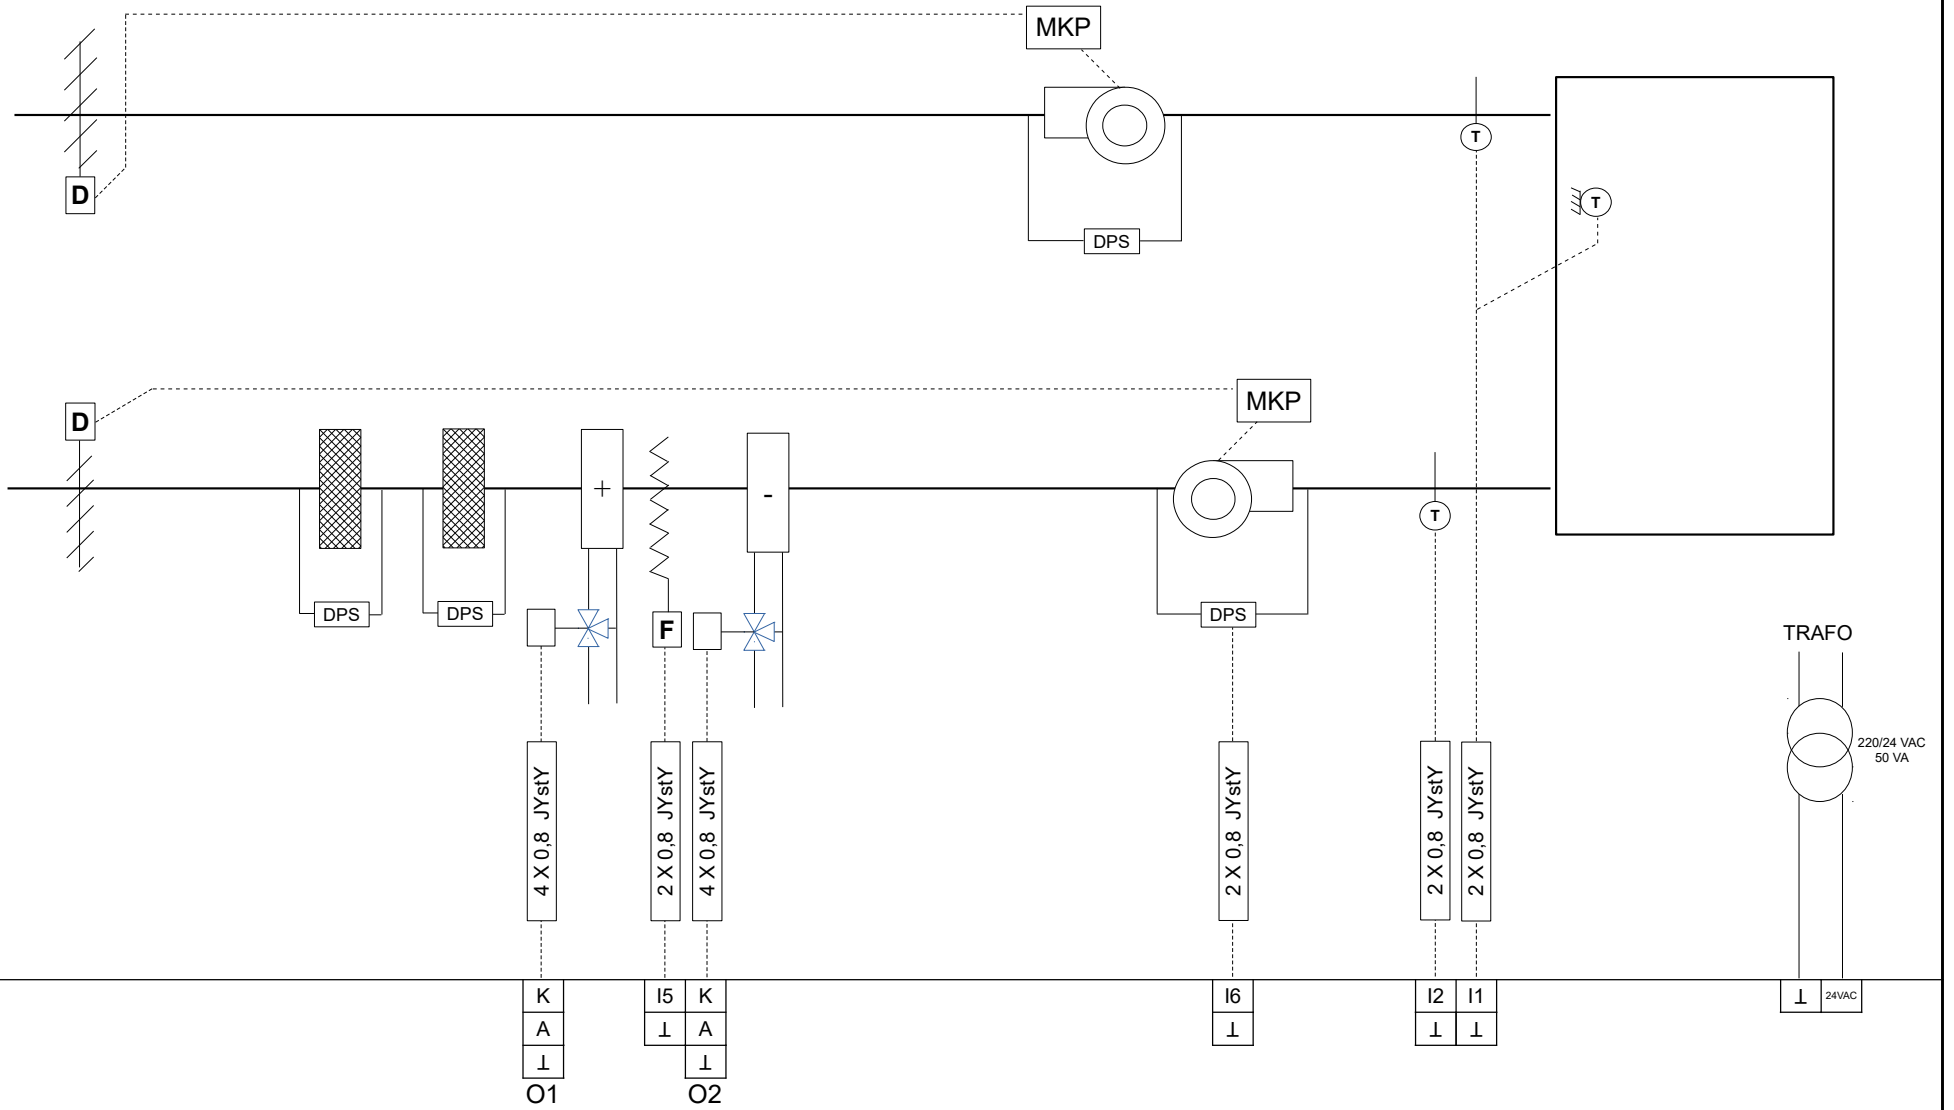 MKP
T
D
T
DPS
MKP
D
+
-
T
DPS
DPS
DPS
F
TRAFO
220/24 VAC
50 VA
4 X 0,8 JYstY
2 X 0,8 JYstY
4 X 0,8 JYstY
2 X 0,8 JYstY
2 X 0,8 JYstY
2 X 0,8 JYstY
K
I5
K
I6
I2
I1
⊥
24VAC
A
⊥
A
⊥
⊥
⊥
⊥
⊥
O1
O2